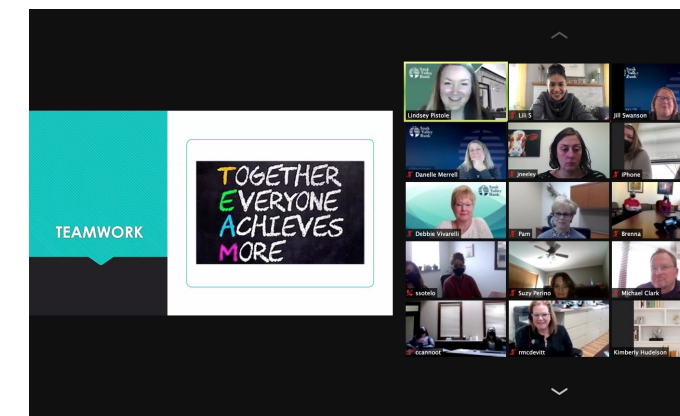 TEAMWORK
TOGETHER
EVERYONE
ACHIEVES
MORE
Lindsey Pistole
Lili S
Jill Swanson
Danelle Merrell
jneeley
iPhone
Debbie Vivarelli
Pam
Brenna
ssotelo
Suzy Perino
Michael Clark
ccannoot
rmcdevitt
Kimberly Hudelson